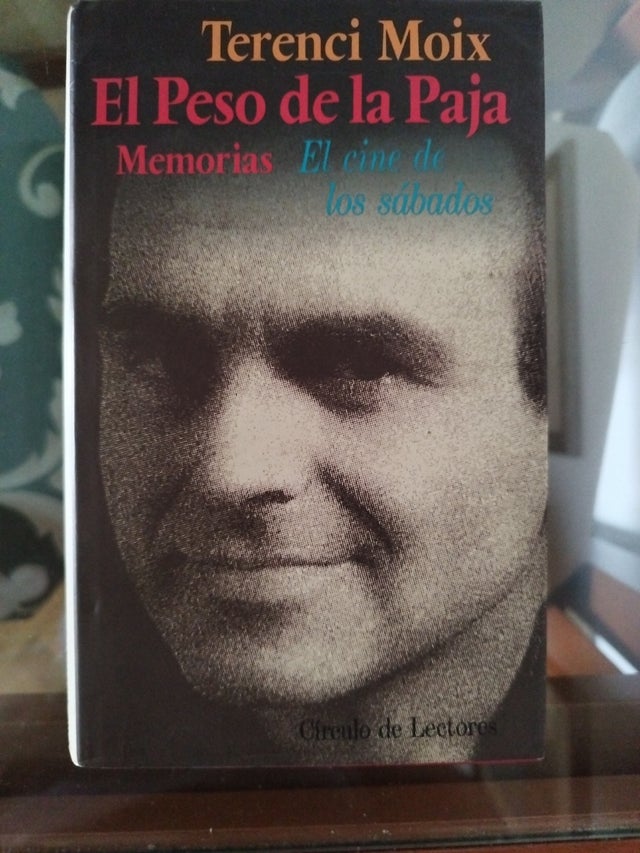 Terenci Moix
El Peso de la Paja
Memorias El cine de
los sábados
Círculo de Lectores